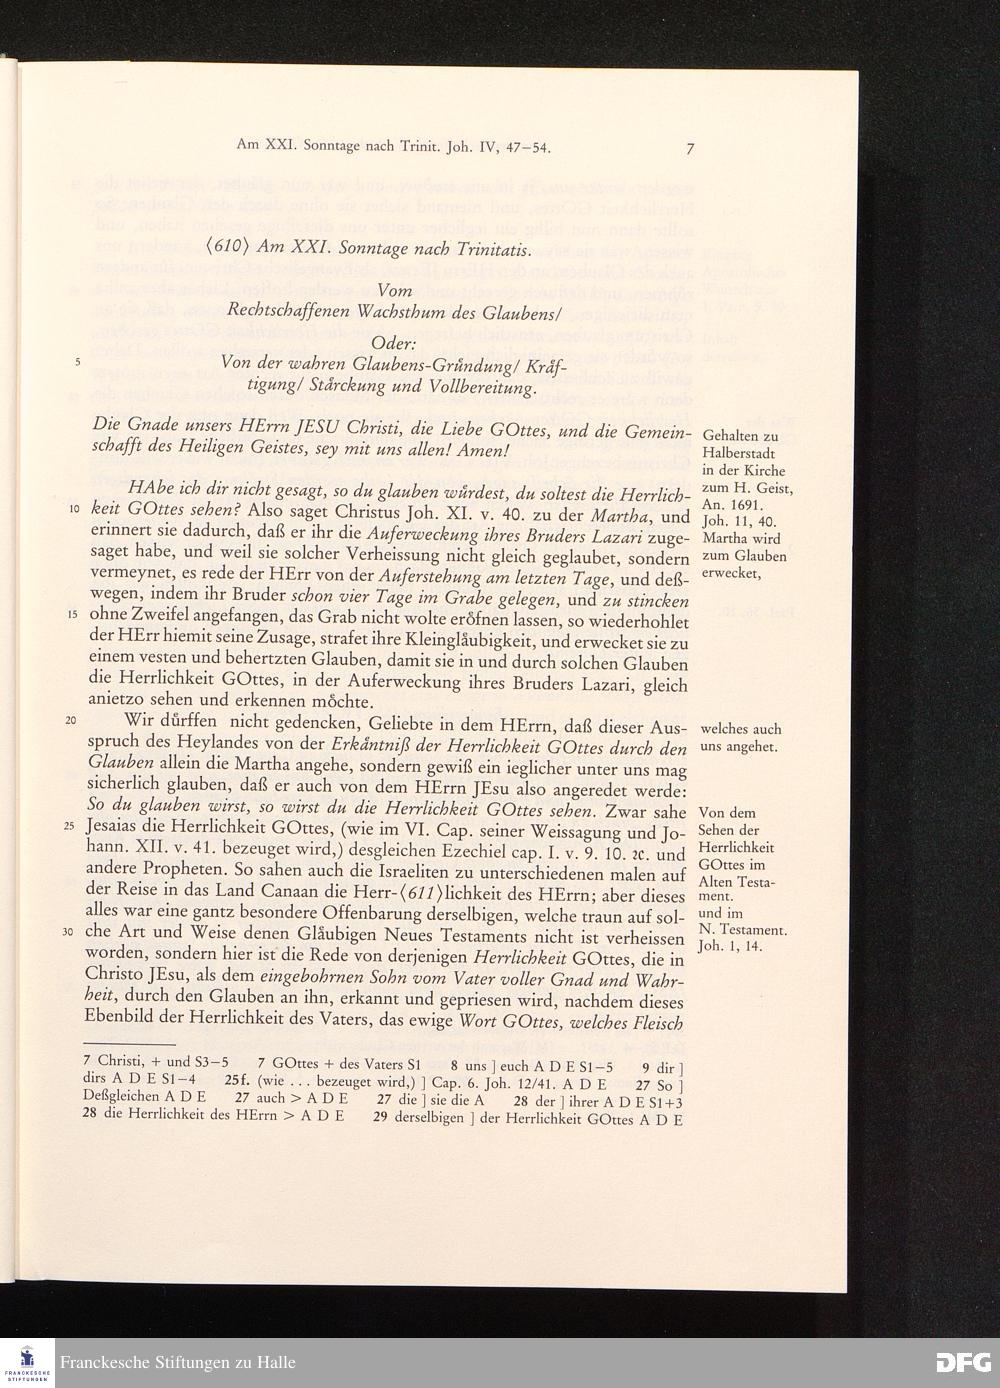 Am XXI. Sonntage nach Trinit. Joh. IV, 47–54.
7
⟨610⟩ Am XXI. Sonntage nach Trinitatis.
Vom
Rechtschaffenen Wachsthum des Glaubens/
Oder:
5
Von der wahren Glaubens-Grůndung/ Kråf-
tigung/ Stårckung und Vollbereitung.
Die Gnade unsers HErrn JESU Christi, die Liebe GOttes, und die Gemein-
schafft des Heiligen Geistes, sey mit uns allen! Amen!
HAbe ich dir nicht gesagt, so du glauben wůrdest, du soltest die Herrlich-
10 keit GOttes sehen? Also saget Christus Joh. XI. v. 40. zu der Martha, und
erinnert sie dadurch, daß er ihr die Auferweckung ihres Bruders Lazari zuge-
saget habe, und weil sie solcher Verheissung nicht gleich geglaubet, sondern
vermeynet, es rede der HErr von der Auferstehung am letzten Tage, und deß-
wegen, indem ihr Bruder schon vier Tage im Grabe gelegen, und zu stincken
15 ohne Zweifel angefangen, das Grab nicht wolte eröfnen lassen, so wiederhohlet
der HErr hiemit seine Zusage, strafet ihre Kleinglåubigkeit, und erwecket sie zu
einem vesten und behertzten Glauben, damit sie in und durch solchen Glauben
die Herrlichkeit GOttes, in der Auferweckung ihres Bruders Lazari, gleich
anietzo sehen und erkennen möchte.
20 Wir důrffen nicht gedencken, Geliebte in dem HErrn, daß dieser Aus-
spruch des Heylandes von der Erkåntniß der Herrlichkeit GOttes durch den
Glauben allein die Martha angehe, sondern gewiß ein ieglicher unter uns mag
sicherlich glauben, daß er auch von dem HErrn JEsu also angeredet werde:
So du glauben wirst, so wirst du die Herrlichkeit GOttes sehen. Zwar sahe
25 Jesaias die Herrlichkeit GOttes, (wie im VI. Cap. seiner Weissagung und Jo-
hann. XII. v. 41. bezeuget wird,) desgleichen Ezechiel cap. I. v. 9. 10. ꝛc. und
andere Propheten. So sahen auch die Israeliten zu unterschiedenen malen auf
der Reise in das Land Canaan die Herr-⟨611⟩lichkeit des HErrn; aber dieses
alles war eine gantz besondere Offenbarung derselbigen, welche traun auf sol-
30 che Art und Weise denen Glåubigen Neues Testaments nicht ist verheissen
worden, sondern hier ist die Rede von derjenigen Herrlichkeit GOttes, die in
Christo JEsu, als dem eingebohrnen Sohn vom Vater voller Gnad und Wahr-
heit, durch den Glauben an ihn, erkannt und gepriesen wird, nachdem dieses
Ebenbild der Herrlichkeit des Vaters, das ewige Wort GOttes, welches Fleisch
Gehalten zu
Halberstadt
in der Kirche
zum H. Geist,
An. 1691.
Joh. 11, 40.
Martha wird
zum Glauben
erwecket,
welches auch
uns angehet.
Von dem
Sehen der
Herrlichkeit
GOttes im
Alten Testa-
ment.
und im
N. Testament.
Joh. 1, 14.
7 Christi, + und S3–5 7 GOttes + des Vaters S1 8 uns ] euch A D E S1–5 9 dir ]
dirs A D E S1–4 25f. (wie . . . bezeuget wird,) ] Cap. 6. Joh. 12/41. A D E 27 So ]
Deßgleichen A D E 27 auch > A D E 27 die ] sie die A 28 der ] ihrer A D E S1+3
28 die Herrlichkeit des HErrn > A D E 29 derselbigen ] der Herrlichkeit GOttes A D E
FRANCKESCHE
STIFTUNGEN
Franckesche Stiftungen zu Halle
DFG